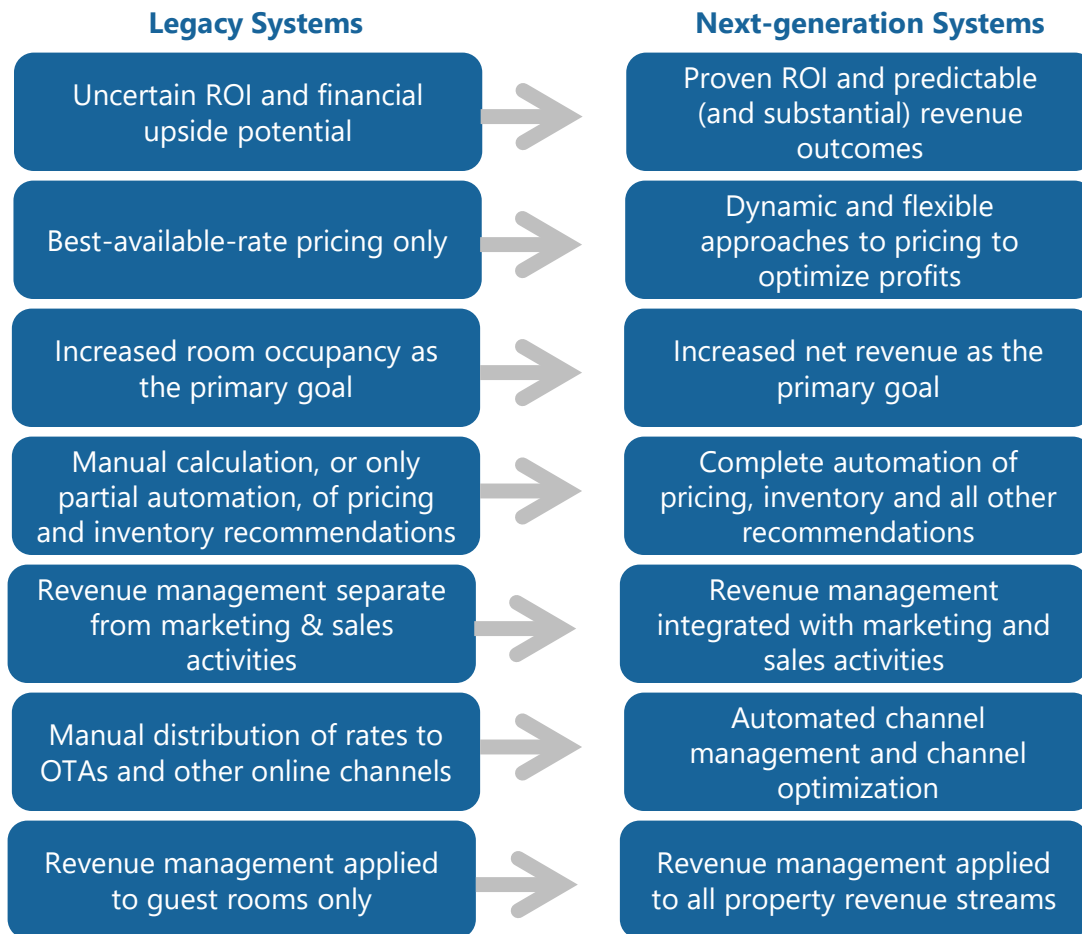 Legacy Systems
Next-generation Systems
Uncertain ROI and financial
upside potential
Proven ROI and predictable
(and substantial) revenue
outcomes
Best-available-rate pricing only
Dynamic and flexible
approaches to pricing to
optimize profits
Increased room occupancy as
the primary goal
Increased net revenue as the
primary goal
Manual calculation, or only
partial automation, of pricing
and inventory recommendations
Complete automation of
pricing, inventory and all other
recommendations
Revenue management separate
from marketing & sales
activities
Revenue management
integrated with marketing and
sales activities
Manual distribution of rates to
OTAs and other online channels
Automated channel
management and channel
optimization
Revenue management applied
to guest rooms only
Revenue management applied
to all property revenue streams